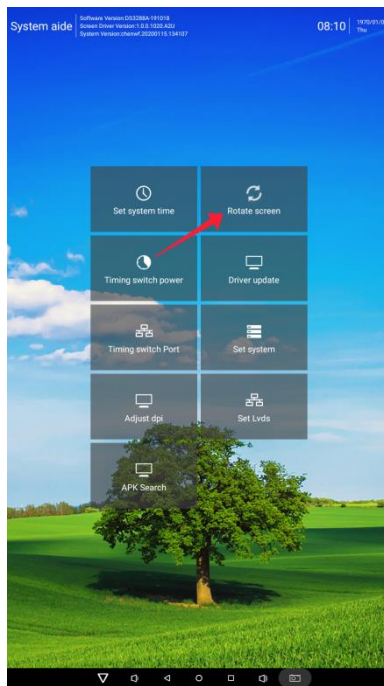 System aide
Software Version:DS3288A-191018
Screen Driver Version:1.0.8.1020.A2U
System Version:chenwf.20200115.134107
08:10
1970/01/0
Thu
Set system time
Rotate screen
Timing switch power
Driver update
Timing switch Port
Set system
Adjust dpi
Set Lvds
APK Search